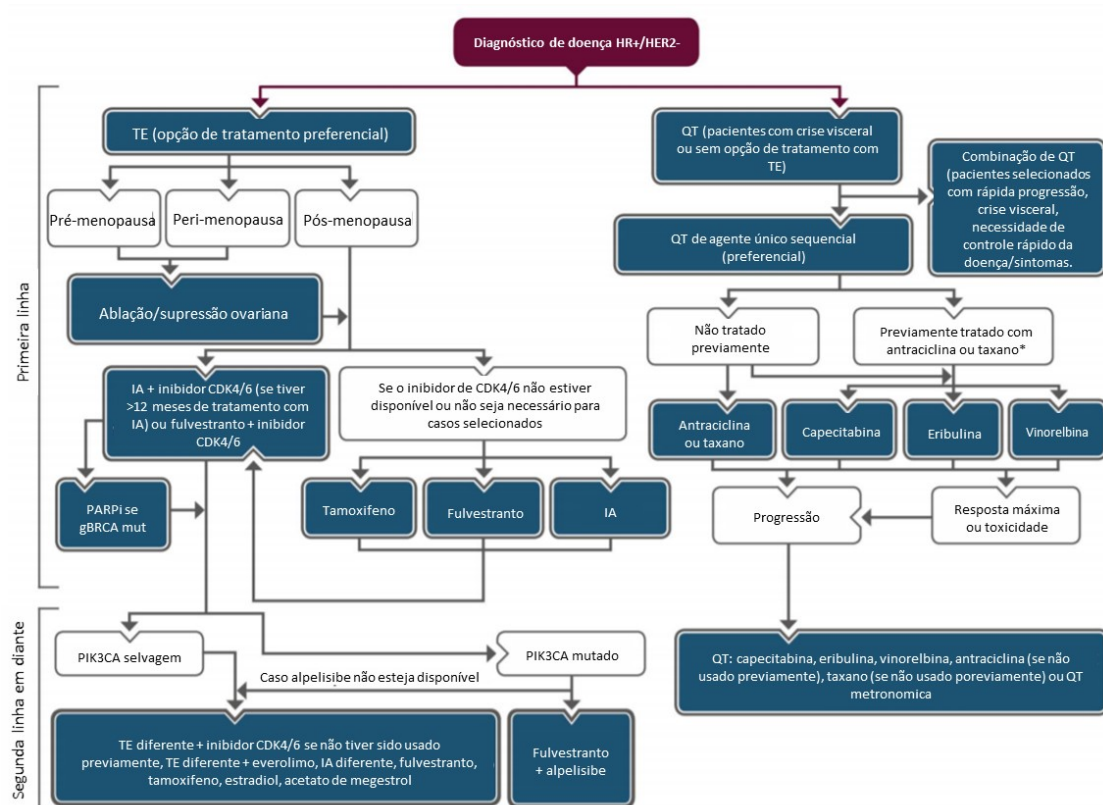 Diagnóstico de doença HR+/HER2-
Primeira linha
TE (opção de tratamento preferencial)
Pré-menopausa
Peri-menopausa
Pós-menopausa
Ablação/supressão ovariana
IA + inibidor CDK4/6 (se tiver
>12 meses de tratamento com
IA) ou fulvestranto + inibidor
CDK4/6
Se o inibidor de CDK4/6 não estiver
disponível ou não seja necessário para
casos selecionados
PARPi se
gBRCA mut
Tamoxifeno
Fulvestranto
IA
QT (pacientes com crise visceral
ou sem opção de tratamento com
TE)
Combinação de QT
(pacientes selecionados
com rápida progressão,
crise visceral,
necessidade de
controle rápido da
doença/sintomas.
QT de agente único sequencial
(preferencial)
Não tratado
previamente
Previamente tratado com
antraciclina ou taxano*
Antraciclina
ou taxano
Capecitabina
Eribulina
Vinorelbina
Progressão
Resposta máxima
ou toxicidade
Segunda linha em diante
PIK3CA selvagem
PIK3CA mutado
Caso alpelisibe não esteja disponível
TE diferente + inibidor CDK4/6 se não tiver sido usado
previamente, TE diferente + everolimo, IA diferente, fulvestranto,
tamoxifeno, estradiol, acetato de megestrol
Fulvestranto
+ alpelisibe
QT: capecitabina, eribulina, vinorelbina, antraciclina (se não
usado previamente), taxano (se não usado poreviamente) ou QT
metronomica